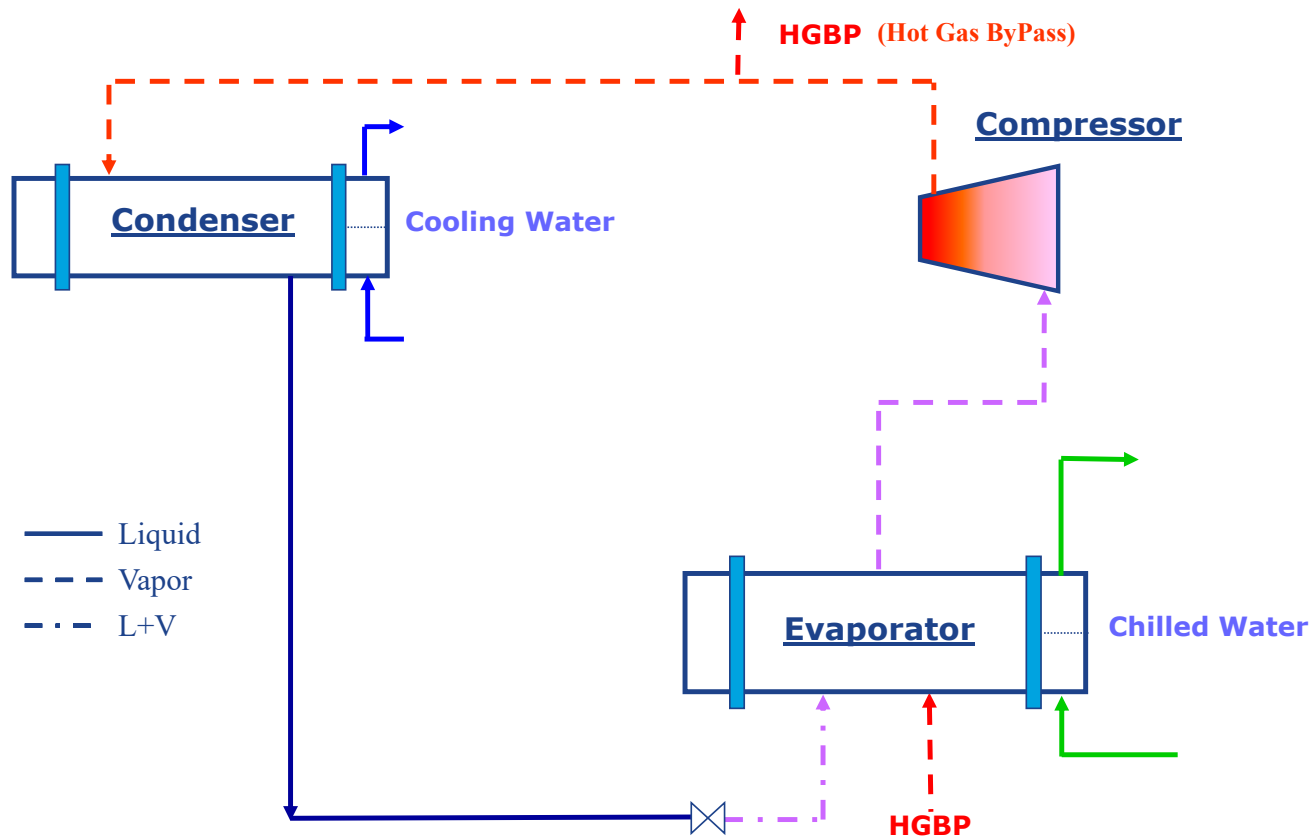 HGBP (Hot Gas ByPass)
Compressor
Condenser
Cooling Water
Liquid
Vapor
L+V
Evaporator
Chilled Water
HGBP